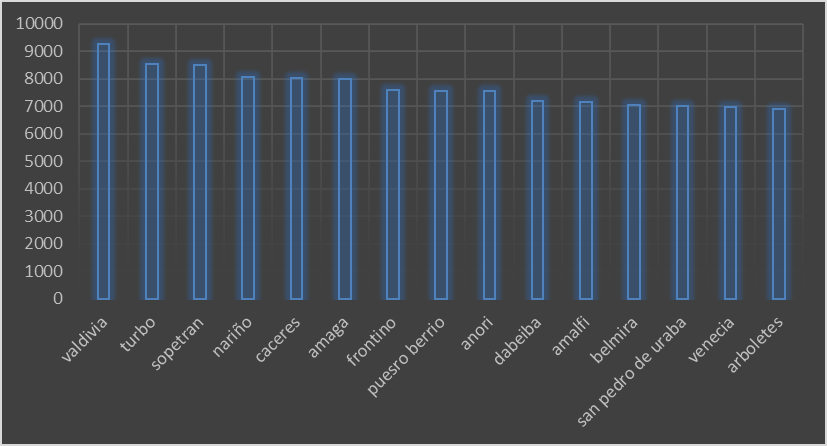 10000
9000
8000
7000
6000
5000
4000
3000
2000
1000
0
valdivia
turbo
sopetran
nariño
caceres
amaga
frontino
puesro berrio
anori
dabeiba
amalfi
belmira
san pedro de uraba
venecia
arboletes